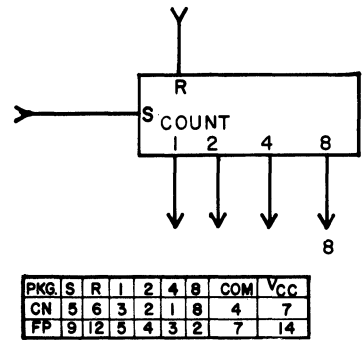 R
S
COUNT
1 2 4 8
8
PKG. S R 1 2 4 8 COM VCC
CN 5 6 3 2 1 8 4 7
FP 9 12 5 4 3 2 7 14